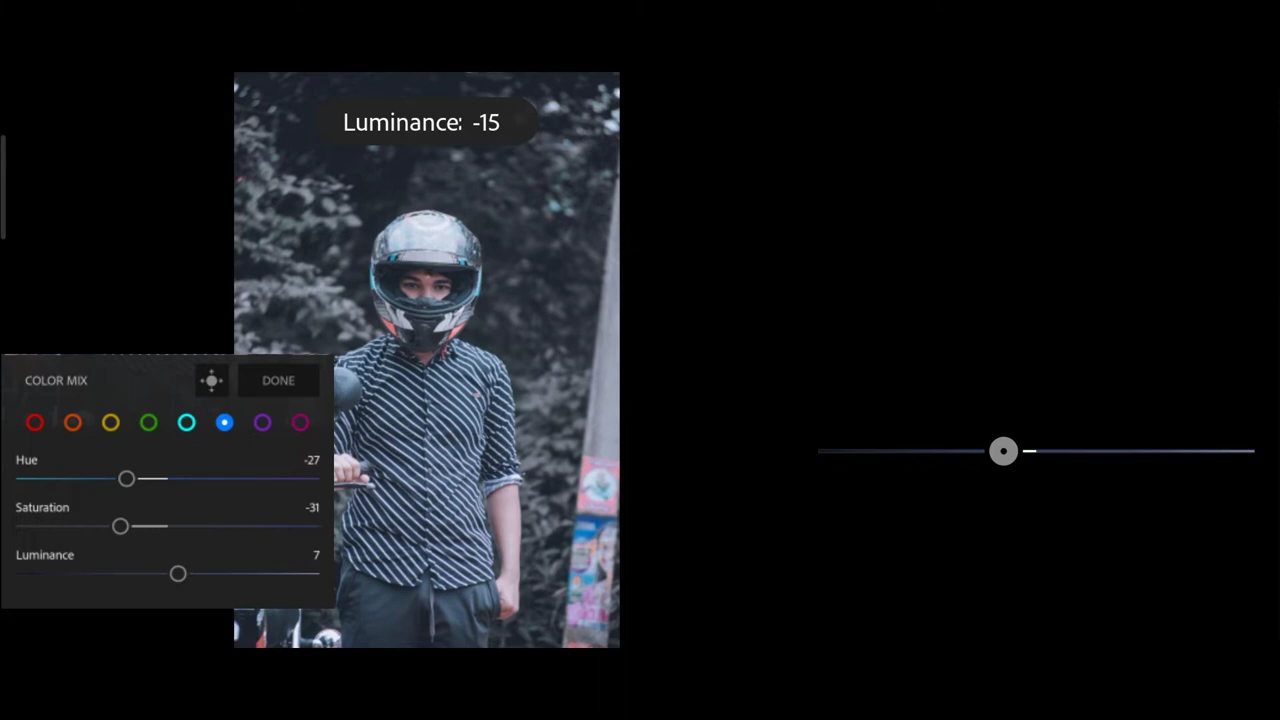 Luminance: -15
COLOR MIX
DONE
Hue -27
Saturation -31
Luminance 7